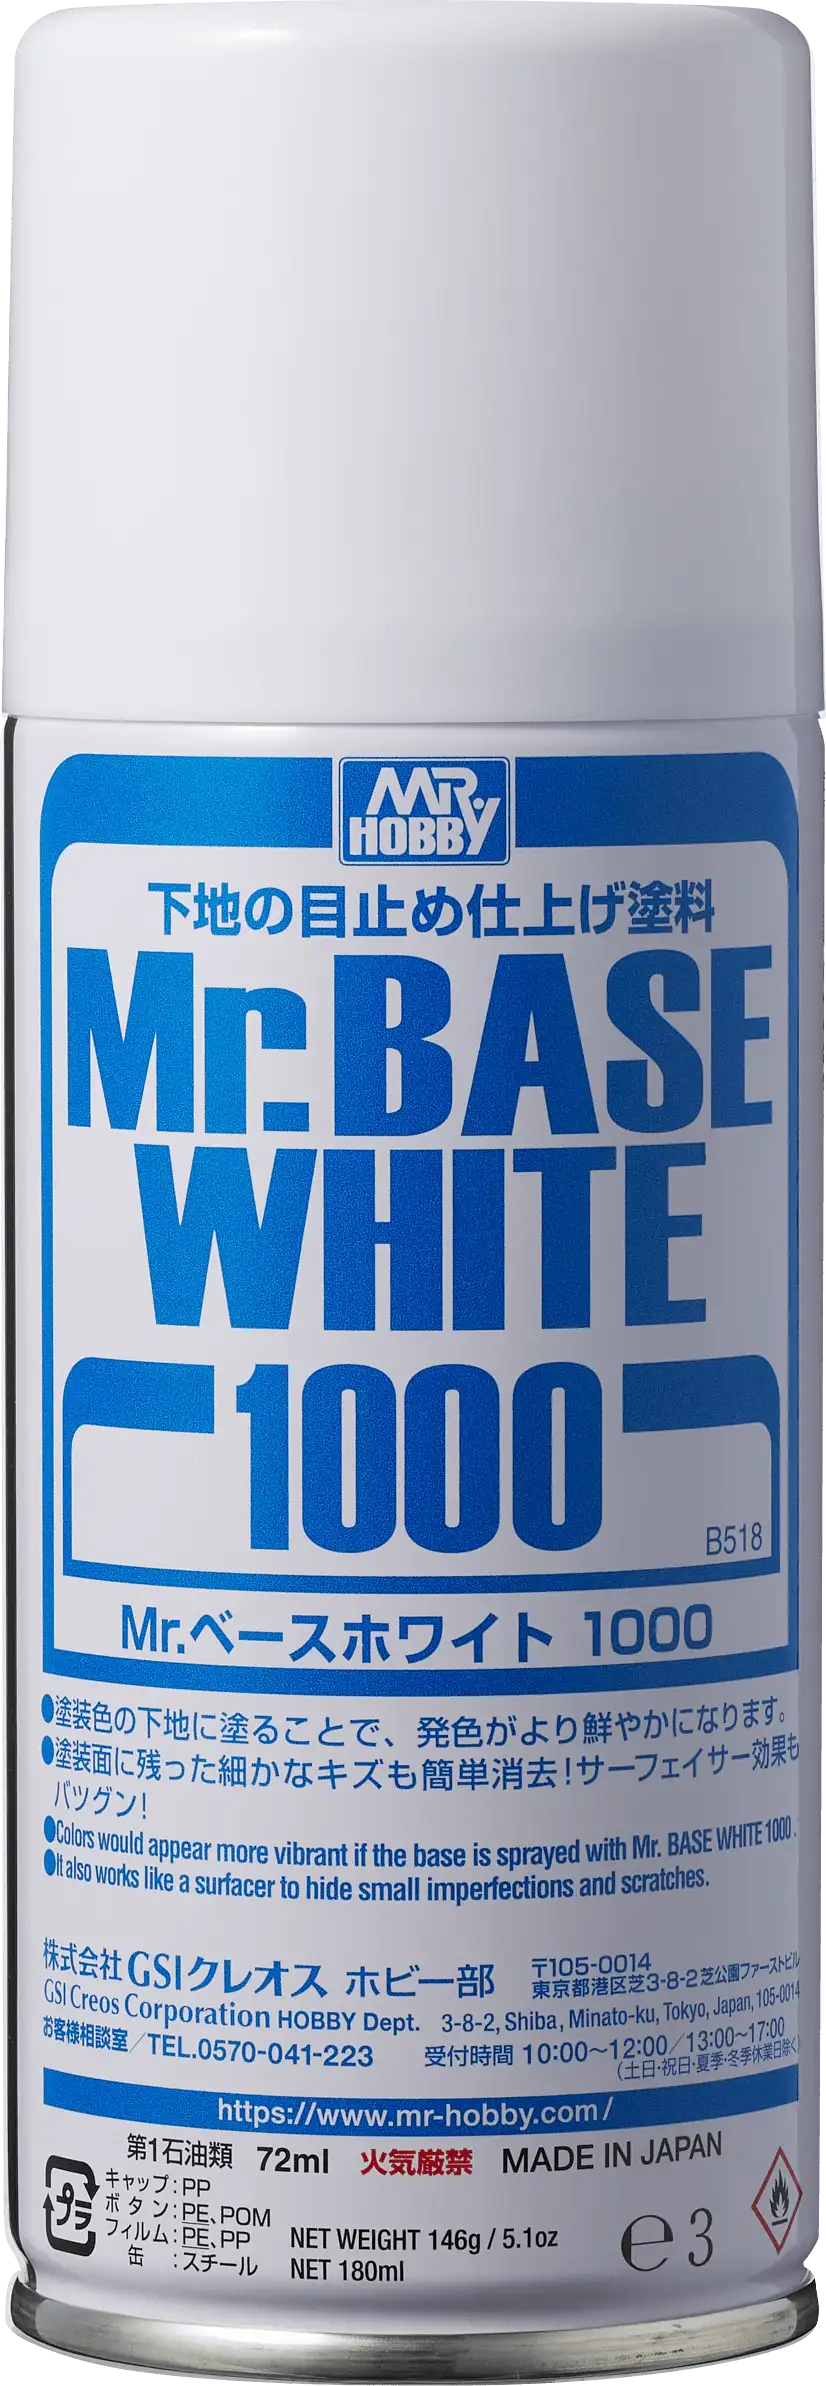 MR.
HOBBY
下地の目止め仕上げ塗料
Mr.BASE
WHITE
1000
B518
Mr.ベースホワイト 1000
●塗装色の下地に塗ることで、発色がより鮮やかになります。
●塗装面に残った細かなキズも簡単消去!サーフェイサー効果も
バツグン!
●Colors would appear more vibrant if the base is sprayed with Mr. BASE WHITE 1000.
●It also works like a surfacer to hide small imperfections and scratches.
株式会社 GSIクレオス ホビー部
〒105-0014
東京都港区芝3-8-2芝公園ファーストビル
GSI Creos Corporation HOBBY Dept. 3-8-2, Shiba, Minato-ku, Tokyo, Japan, 105-0014
お客様相談室/TEL.0570-041-223 受付時間 10:00〜12:00/13:00〜17:00
(土日・祝日・夏季・冬季休業日除く)
https://www.mr-hobby.com/
第1石油類 72ml 火気厳禁 MADE IN JAPAN
プラ
キャップ:PP
ボタン:PE、POM
フィルム:PE、PP
缶:スチール
NET WEIGHT 146g / 5.1oz
NET 180ml
℮ 3